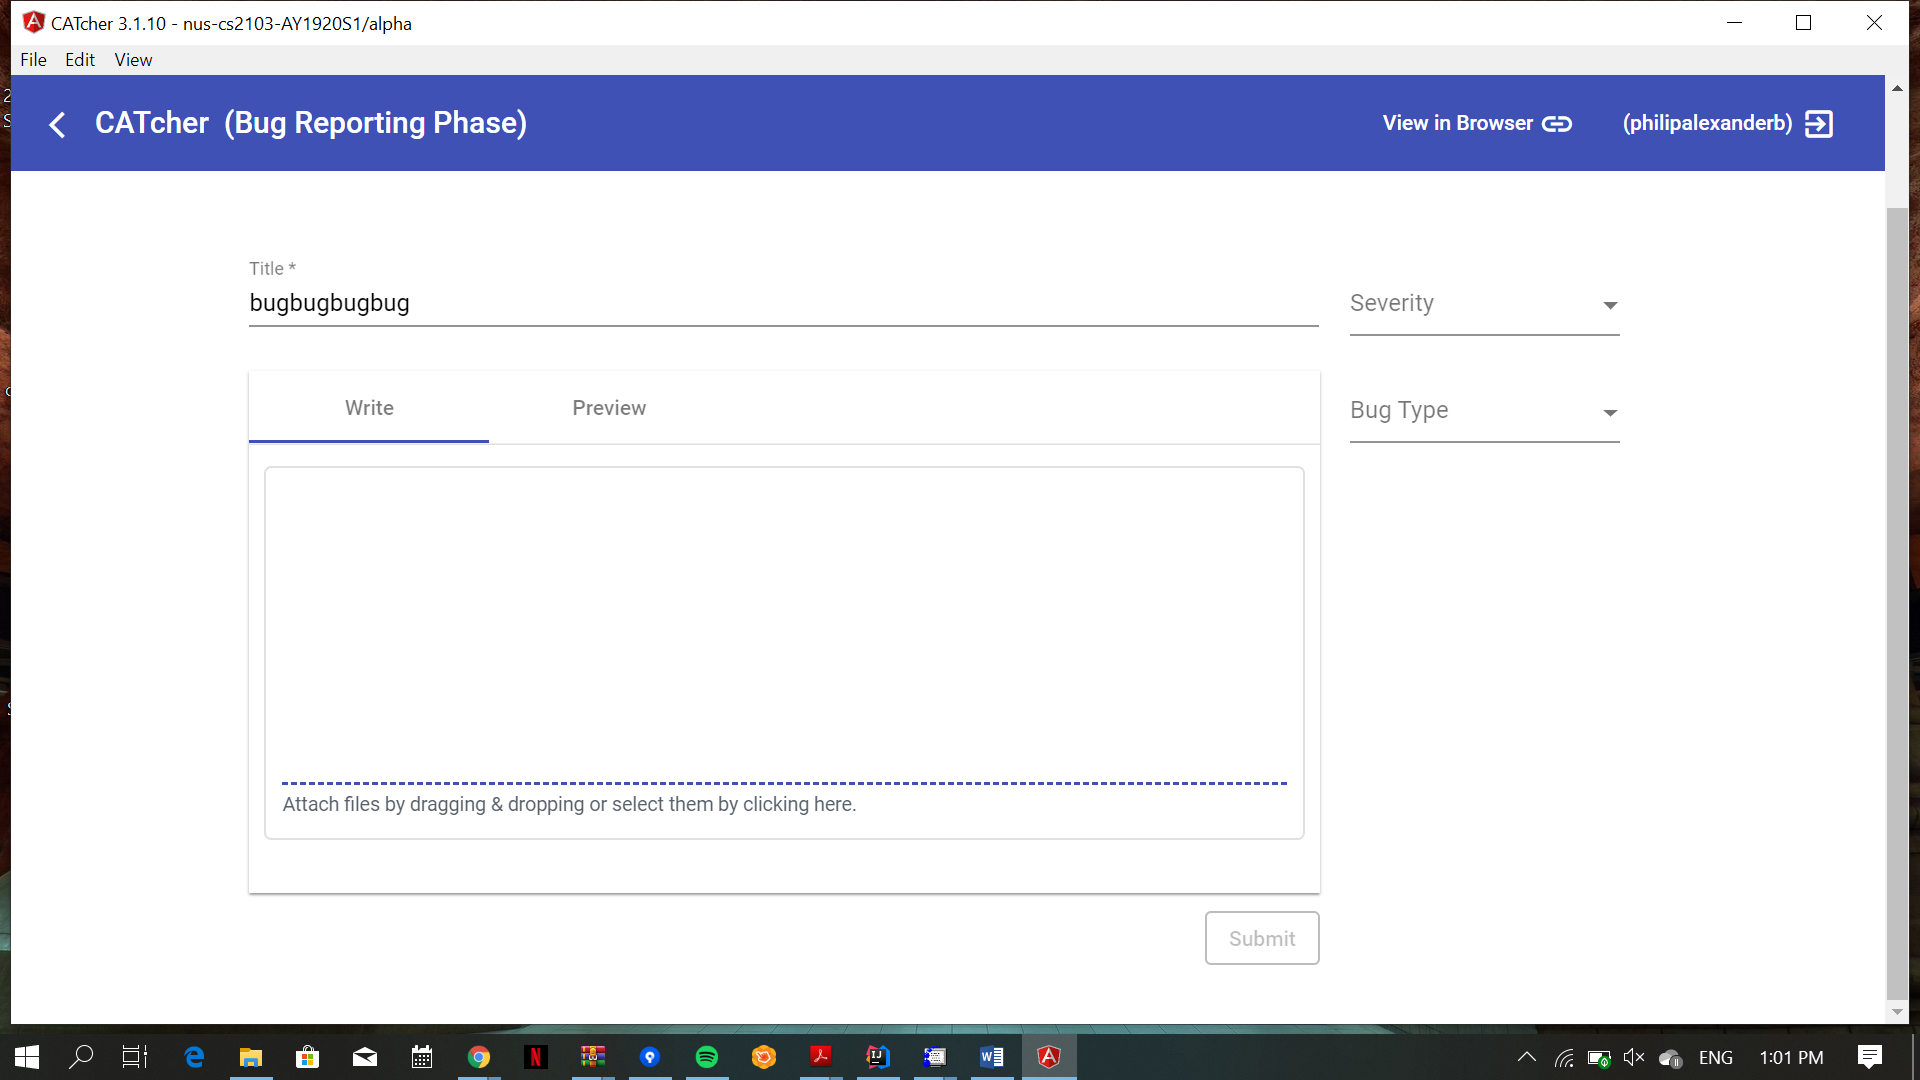 CATcher 3.1.10 - nus-cs2103-AY1920S1/alpha
File Edit View
CATcher (Bug Reporting Phase)
View in Browser
(philipalexanderb)
Title *
bugbugbugbug
Severity
Write
Preview
Bug Type
Attach files by dragging & dropping or select them by clicking here.
Submit
ENG
1:01 PM